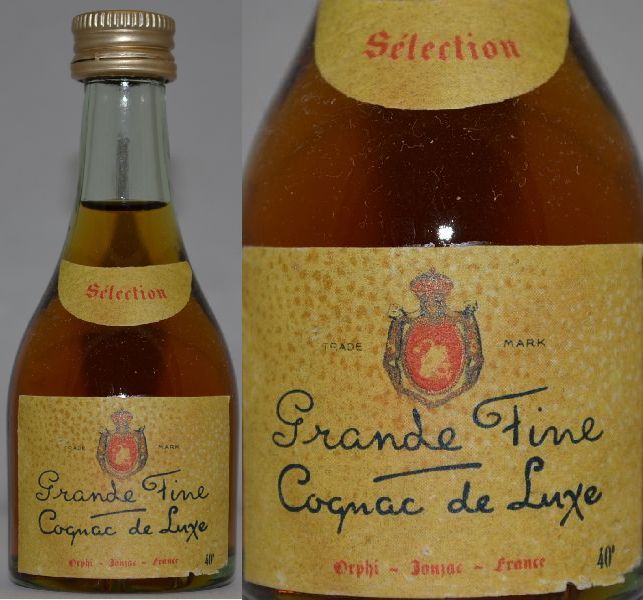 Sélection
TRADE MARK
Grande Fine
Cognac de Luxe
Orphi - Jonzac - France 40°
Sélection
TRADE MARK
Grande Fine
Cognac de Luxe
Orphi - Jonzac - France 40°